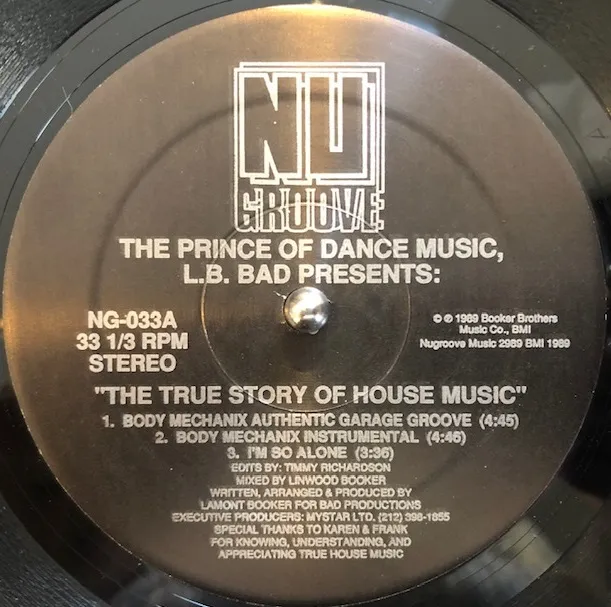 NU
GROOVE
THE PRINCE OF DANCE MUSIC,
L.B. BAD PRESENTS:
NG-033A
33 1/3 RPM
STEREO
© ℗ 1989 Booker Brothers
Music Co., BMI
Nugroove Music 2989 BMI 1989
"THE TRUE STORY OF HOUSE MUSIC"
1. BODY MECHANIX AUTHENTIC GARAGE GROOVE (4:45)
2. BODY MECHANIX INSTRUMENTAL (4:46)
3. I'M SO ALONE (3:36)
EDITS BY: TIMMY RICHARDSON
MIXED BY LINWOOD BOOKER
WRITTEN, ARRANGED & PRODUCED BY
LAMONT BOOKER FOR BAD PRODUCTIONS
EXECUTIVE PRODUCERS: MYSTAR LTD. (212) 398-1855
SPECIAL THANKS TO KAREN & FRANK
FOR KNOWING, UNDERSTANDING, AND
APPRECIATING TRUE HOUSE MUSIC